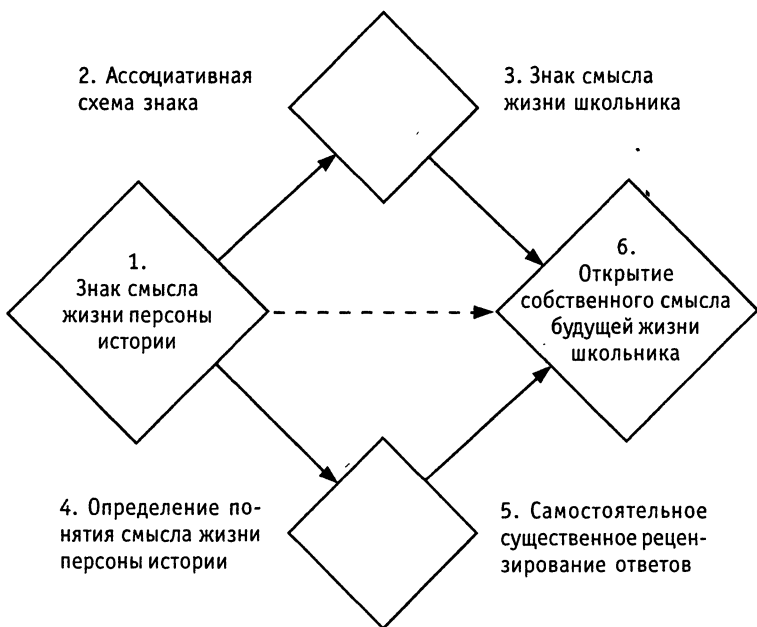 2. Ассоциативная
схема знака
3. Знак смысла
жизни школьника
1.
Знак смысла
жизни персоны
истории
6.
Открытие
собственного смысла
будущей жизни
школьника
4. Определение по-
нятия смысла жизни
персоны истории
5. Самостоятельное
существенное рецен-
зирование ответов